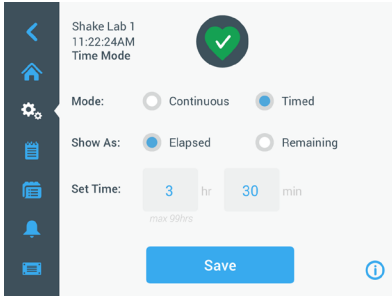 Shake Lab 1
11:22:24AM
Time Mode
Mode: Continuous Timed
Show As: Elapsed Remaining
Set Time: 3 hr 30 min
max 99hrs
Save